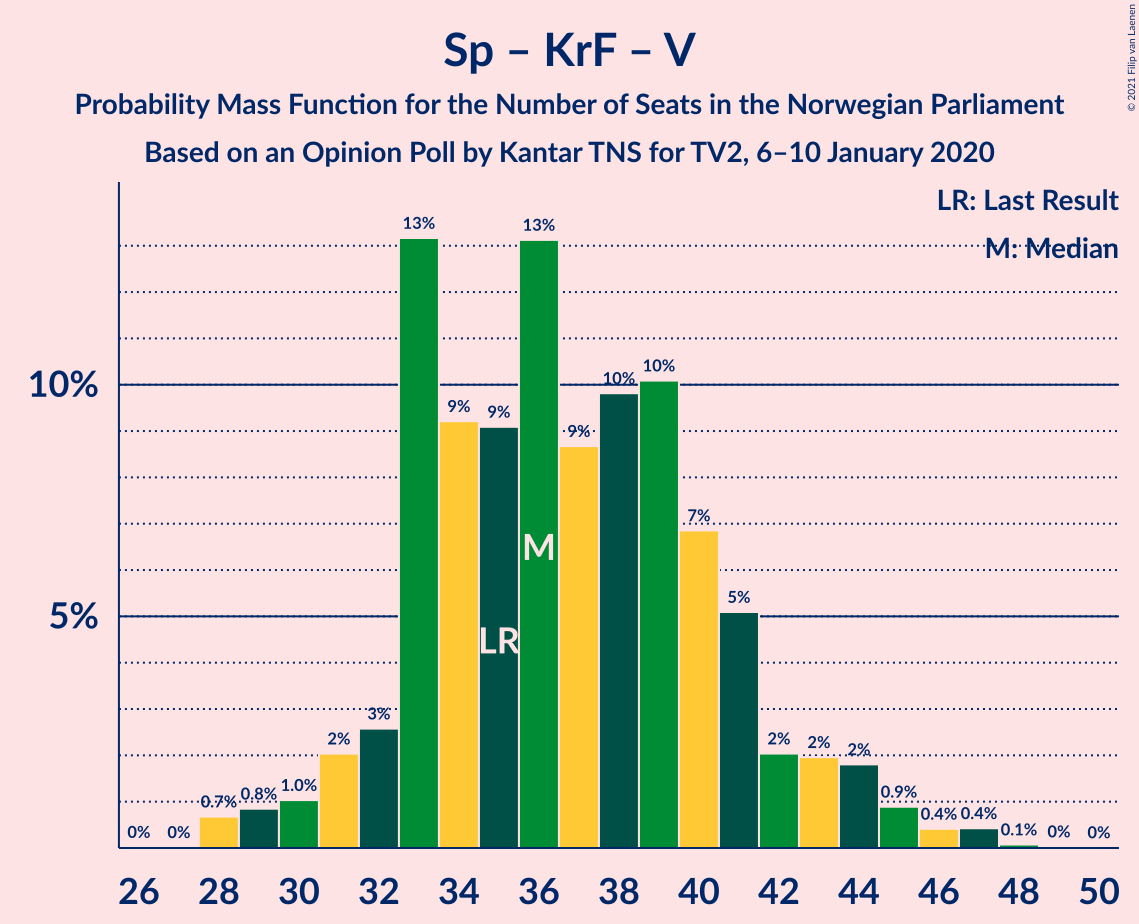 Sp – KrF – V
Probability Mass Function for the Number of Seats in the Norwegian Parliament
Based on an Opinion Poll by Kantar TNS for TV2, 6–10 January 2020
© 2021 Filip van Laenen
LR: Last Result
M: Median
10%
5%
0% 0% 0.7% 0.8% 1.0% 2% 3% 13% 9% 9% 13% 9% 10% 10% 7% 5% 2% 2% 2% 0.9% 0.4% 0.4% 0.1% 0% 0%
M
LR
26 28 30 32 34 36 38 40 42 44 46 48 50